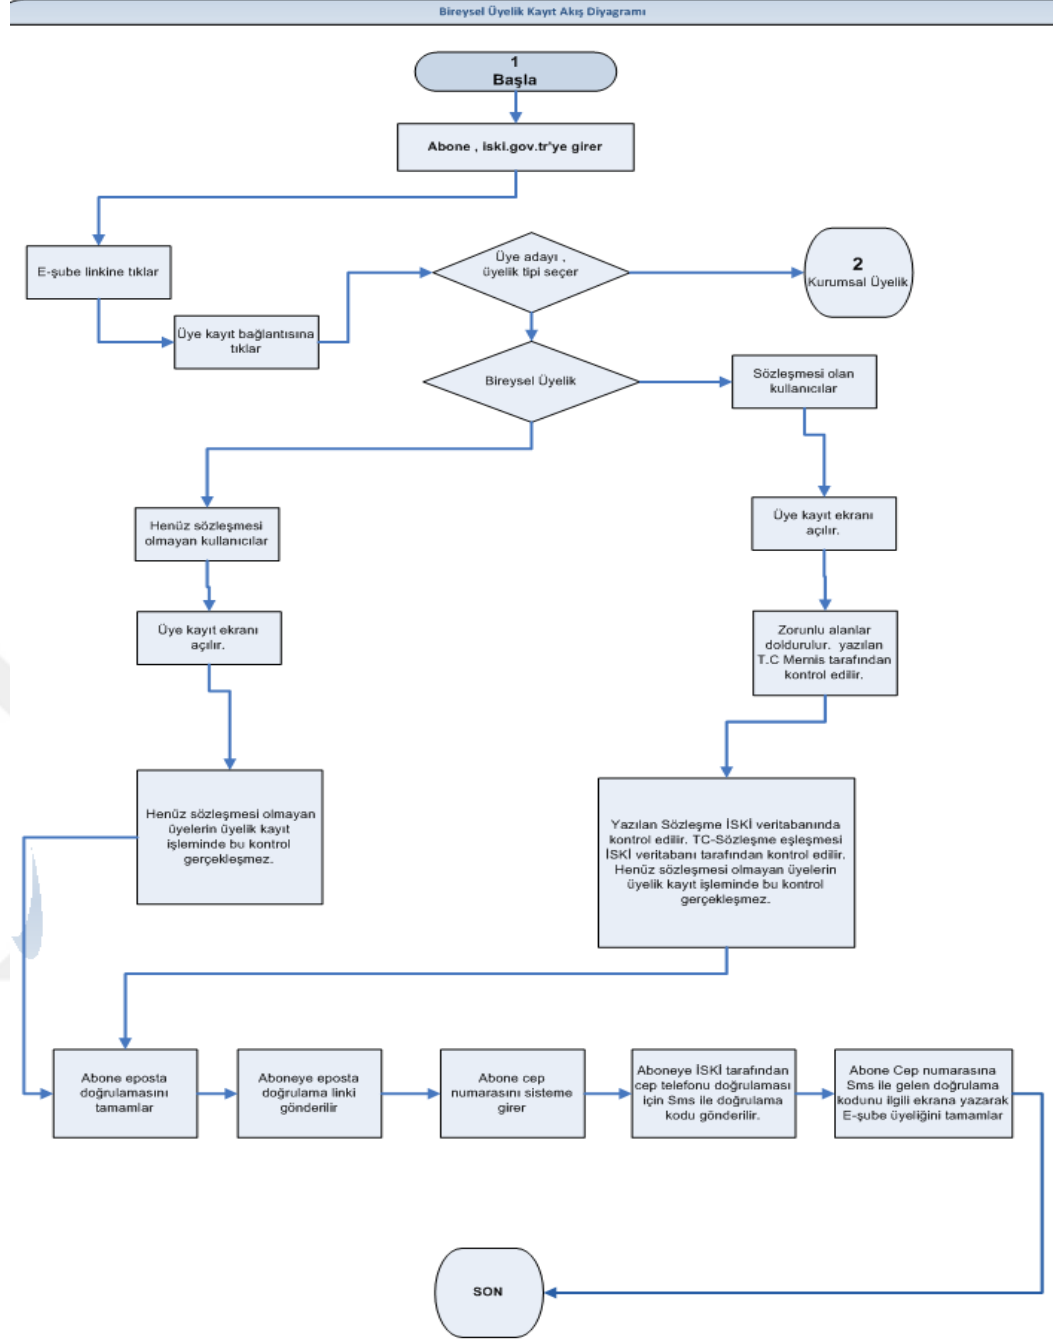 Bireysel Üyelik Kayıt Akış Diyagramı
1
Başla
Abone , iski.gov.tr'ye girer
E-şube linkine tıklar
Üye kayıt bağlantısına
tıklar
Üye adayı ,
üyelik tipi seçer
2
Kurumsal Üyelik
Bireysel Üyelik
Sözleşmesi olan
kullanıcılar
Henüz sözleşmesi
olmayan kullanıcılar
Üye kayıt ekranı
açılır.
Üye kayıt ekranı
açılır.
Zorunlu alanlar
doldurulur. yazılan
T.C Mernis tarafından
kontrol edilir.
Henüz sözleşmesi olmayan
üyelerin üyelik kayıt
işleminde bu kontrol
gerçekleşmez.
Yazılan Sözleşme İSKİ veritabanında
kontrol edilir. TC-Sözleşme eşleşmesi
İSKİ veritabanı tarafından kontrol edilir.
Henüz sözleşmesi olmayan üyelerin
üyelik kayıt işleminde bu kontrol
gerçekleşmez.
Abone eposta
doğrulamasını
tamamlar
Aboneye eposta
doğrulama linki
gönderilir
Abone cep
numarasını sisteme
girer
Aboneye İSKİ tarafından
cep telefonu doğrulaması
için Sms ile doğrulama
kodu gönderilir.
Abone Cep numarasına
Sms ile gelen doğrulama
kodunu ilgili ekrana yazarak
E-şube üyeliğini tamamlar
SON